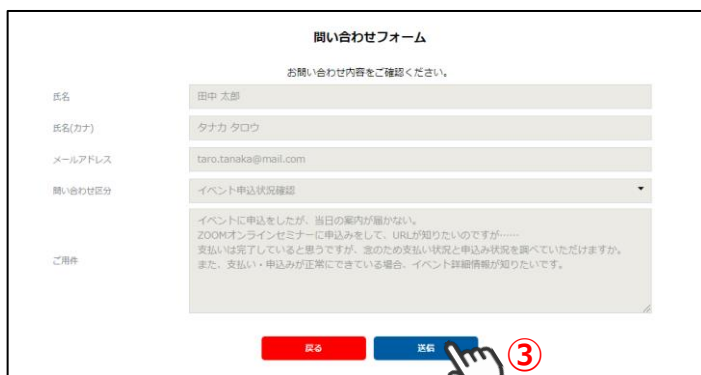 問い合わせフォーム
お問い合わせ内容をご確認ください。
氏名
田中 太郎
氏名(カナ)
タナカ タロウ
メールアドレス
taro.tanaka@mail.com
問い合わせ区分
イベント申込状況確認
ご用件
イベントに申込をしたが、当日の案内が届かない。
ZOOMオンラインセミナーに申込みをして、URLが知りたいのですが……
支払いは完了していると思うですが、念のため支払い状況と申込み状況を調べていただけますか。
また、支払い・申込みが正常にできている場合、イベント詳細情報が知りたいです。
戻る
送信
③